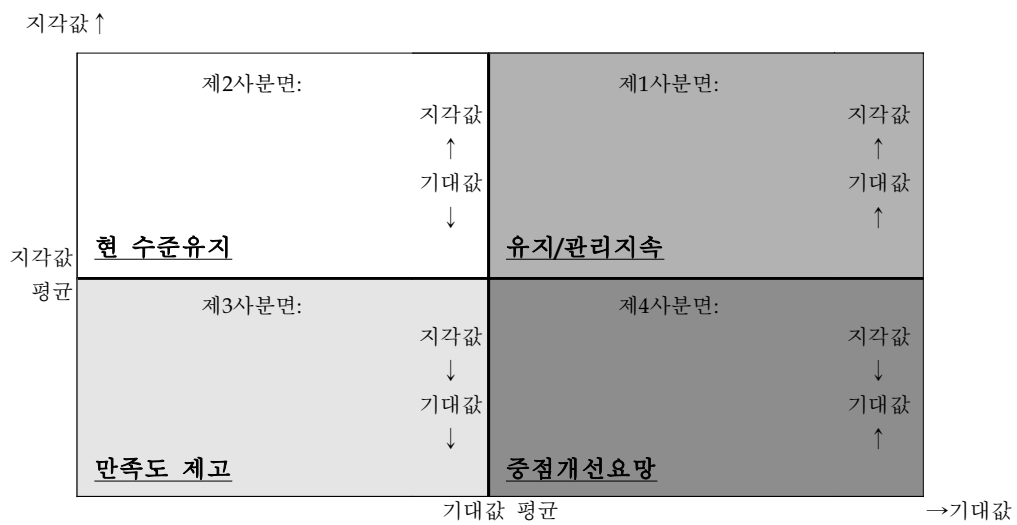 지각값↑
제2사분면:
지각값
↑
기대값
↓
현 수준유지
제1사분면:
지각값
↑
기대값
↑
유지/관리지속
지각값
평균
제3사분면:
지각값
↓
기대값
↓
만족도 제고
제4사분면:
지각값
↓
기대값
↑
중점개선요망
기대값 평균
→기대값